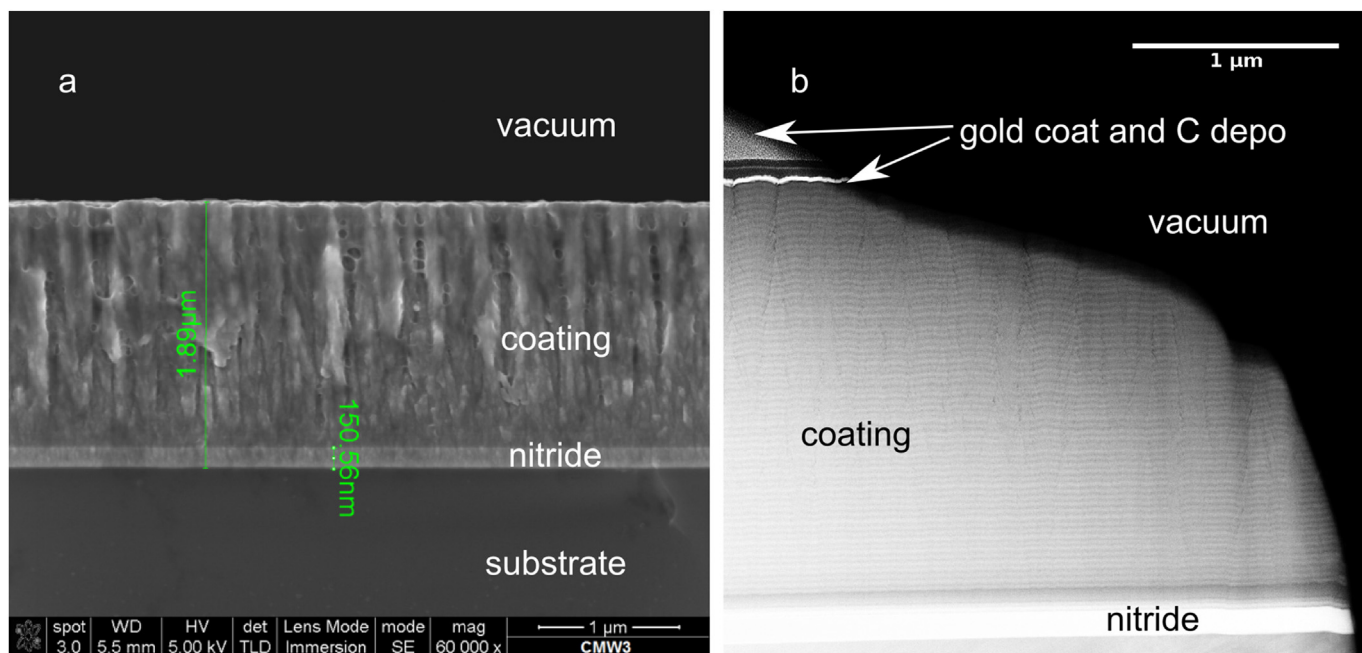 a
vacuum
1.89µm
coating
150.56nm
nitride
substrate
spot WD HV det Lens Mode mode mag 1 µm
3.0 5.5 mm 5.00 kV TLD Immersion SE 60 000 x CMW3
b
1 µm
gold coat and C depo
vacuum
coating
nitride